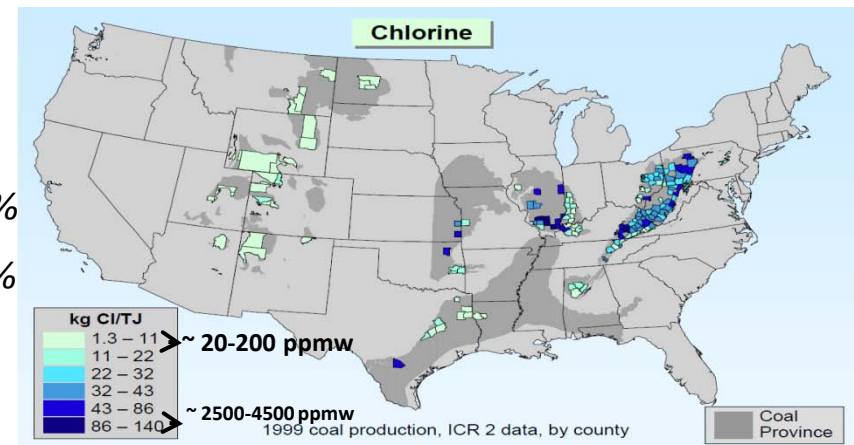 Chlorine
%
%
kg Cl/TJ
1.3 – 11
11 – 22
22 – 32
32 – 43
43 – 86
86 – 140
~ 20-200 ppmw
~ 2500-4500 ppmw
1999 coal production, ICR 2 data, by county
Coal
Province